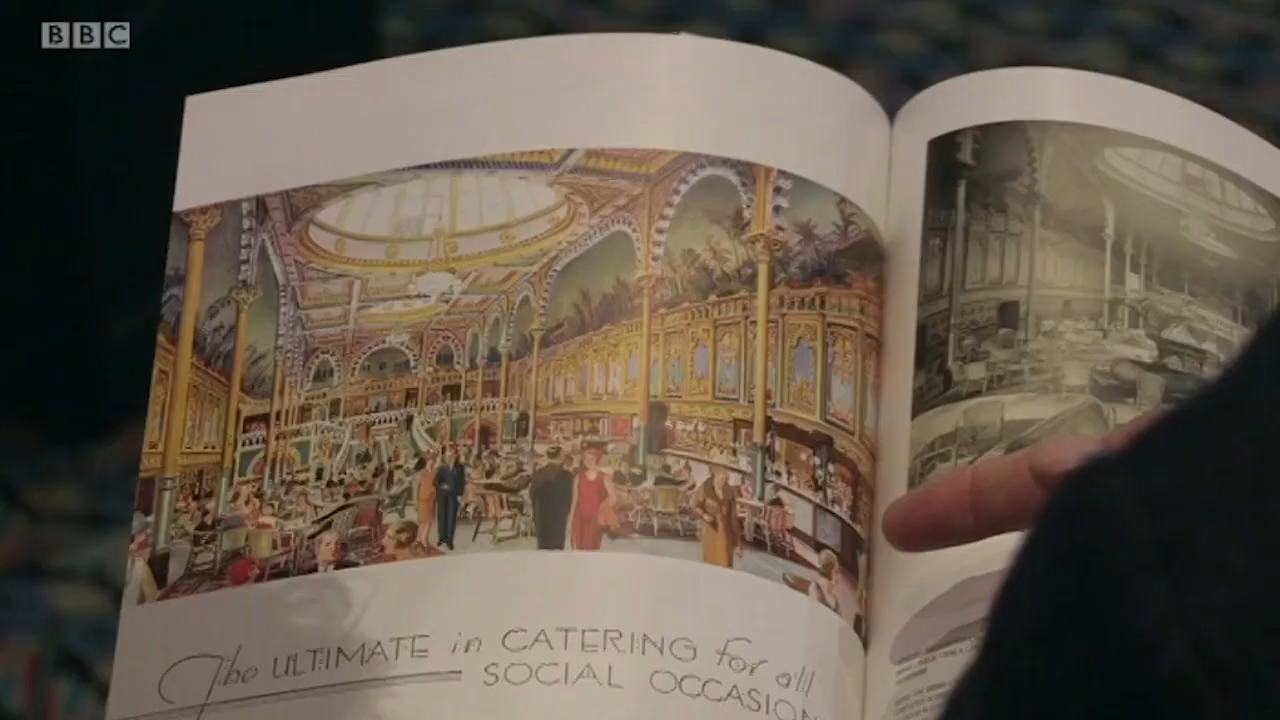 BBC
The ULTIMATE in CATERING for all
SOCIAL OCCASION